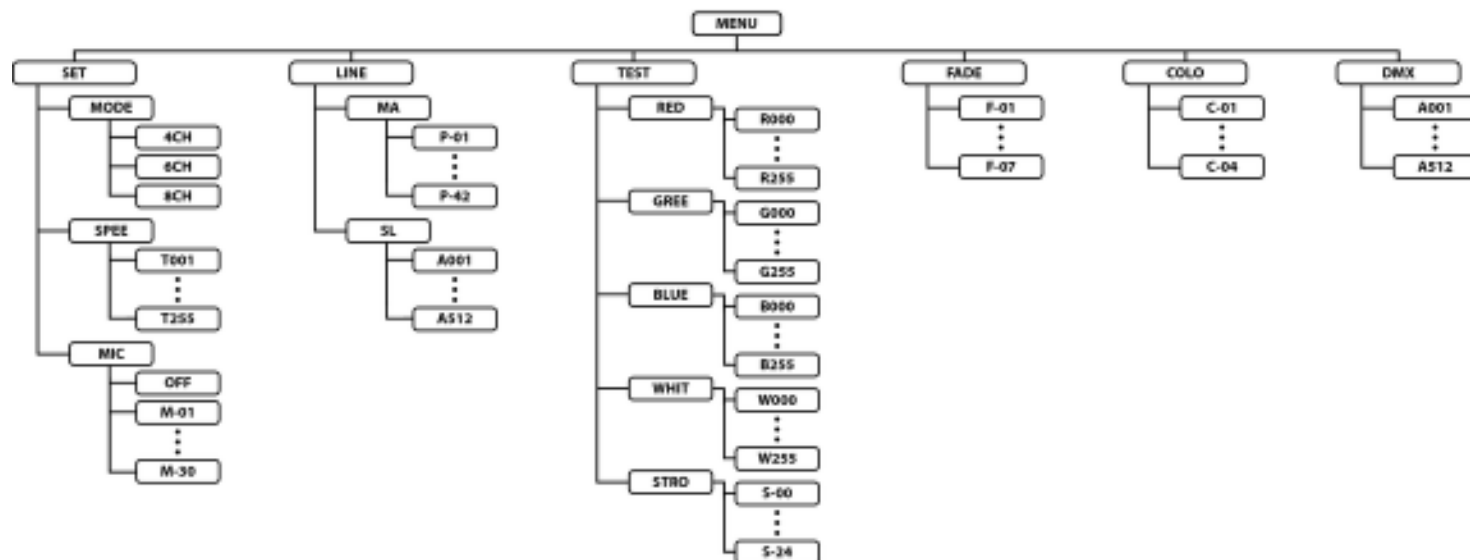 MENU
SET
MODE
4CH
6CH
8CH
SPEE
T001
T255
MIC
OFF
M-01
M-30
LINE
MA
P-01
P-42
SL
A001
A512
TEST
RED
R000
R255
GREE
G000
G255
BLUE
B000
B255
WHIT
W000
W255
STRO
S-00
S-24
FADE
F-01
F-07
COLO
C-01
C-04
DMX
A001
A512